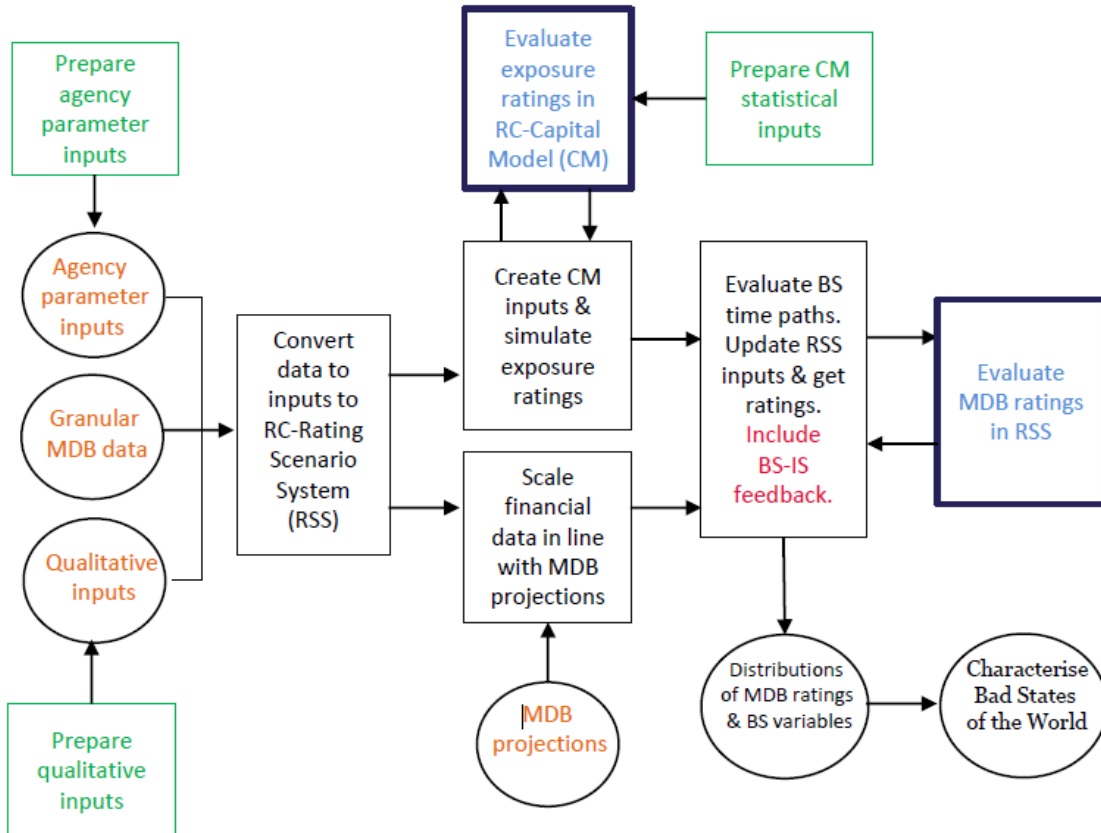 Prepare
agency
parameter
inputs
Evaluate
exposure
ratings in
RC-Capital
Model (CM)
Prepare CM
statistical
inputs
Agency
parameter
inputs
Granular
MDB data
Qualitative
inputs
Prepare
qualitative
inputs
Convert
data to
inputs to
RC-Rating
Scenario
System
(RSS)
Create CM
inputs &
simulate
exposure
ratings
Scale
financial
data in line
with MDB
projections
MDB
projections
Evaluate BS
time paths.
Update RSS
inputs & get
ratings.
Include
BS-IS
feedback.
Evaluate
MDB ratings
in RSS
Distributions
of MDB ratings
& BS variables
Characterise
Bad States
of the World